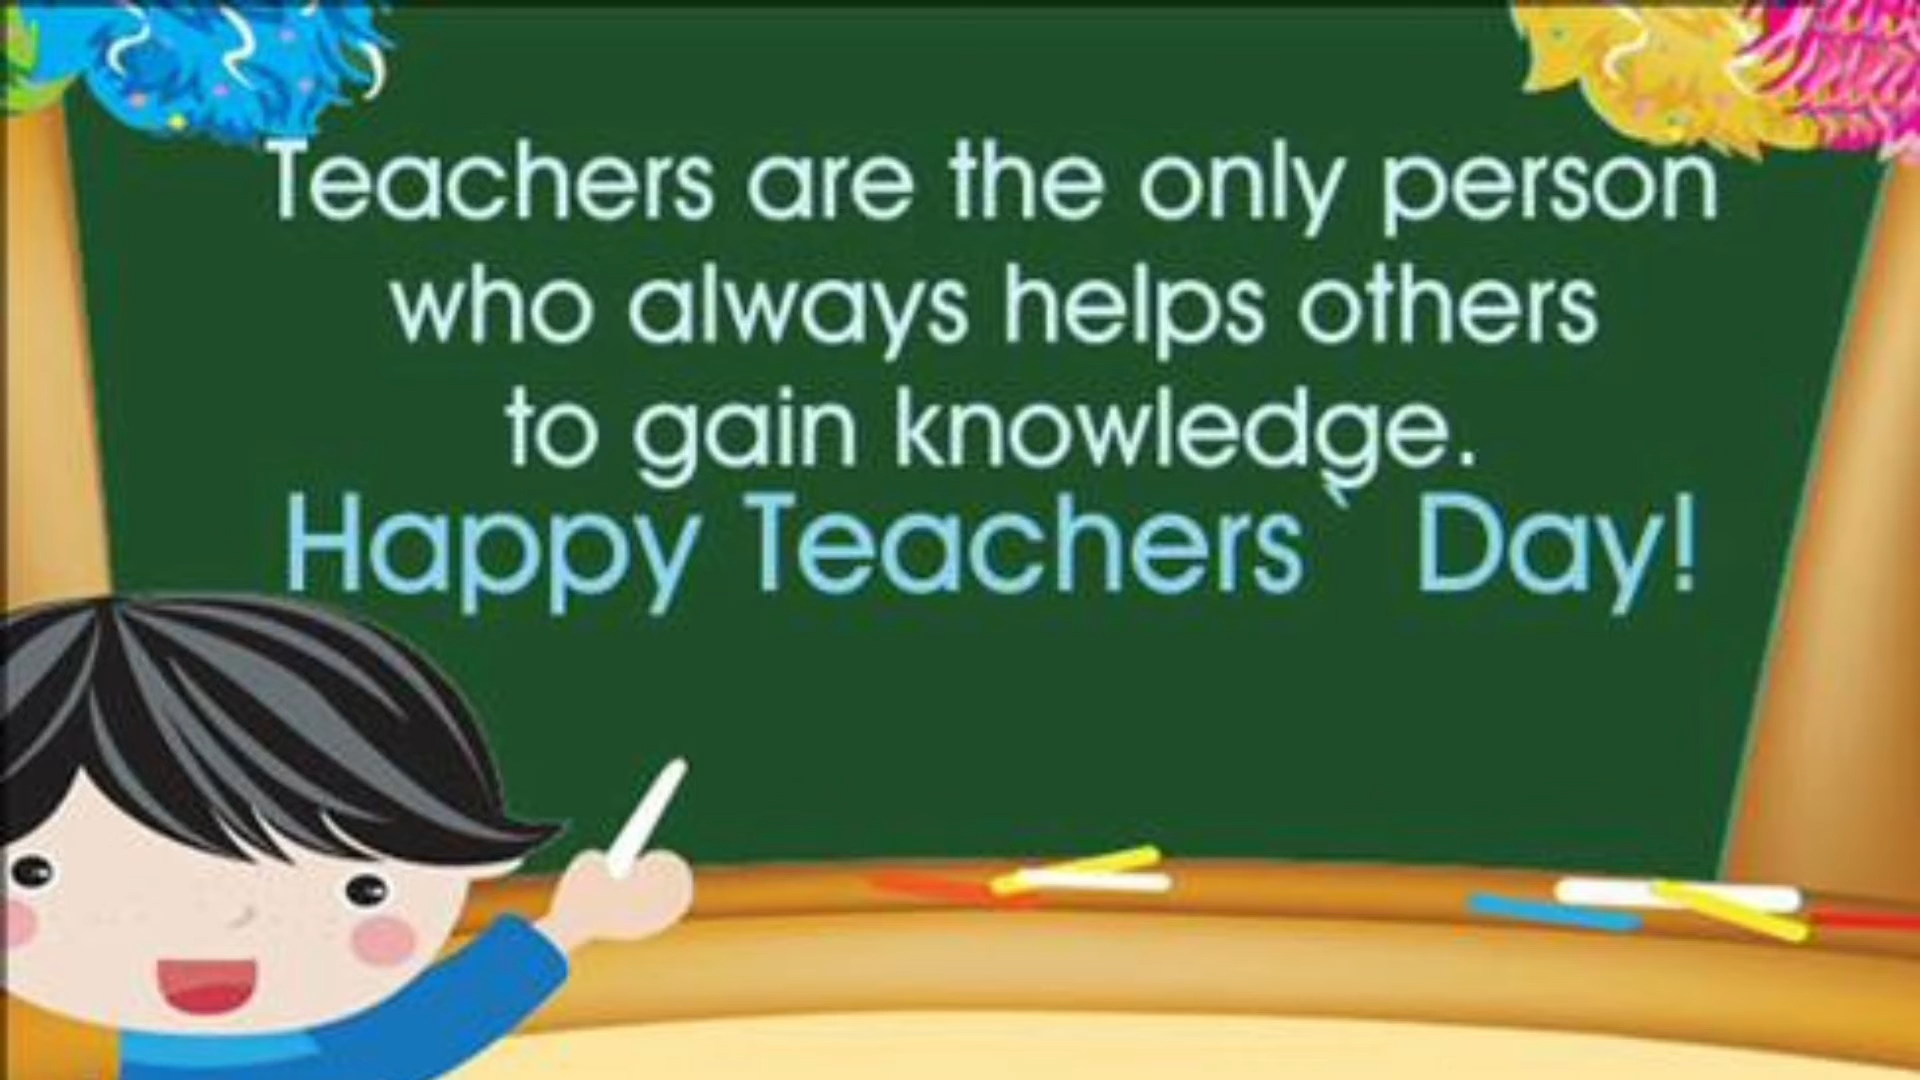 Teachers are the only person
who always helps others
to gain knowledge.
Happy Teachers` Day!